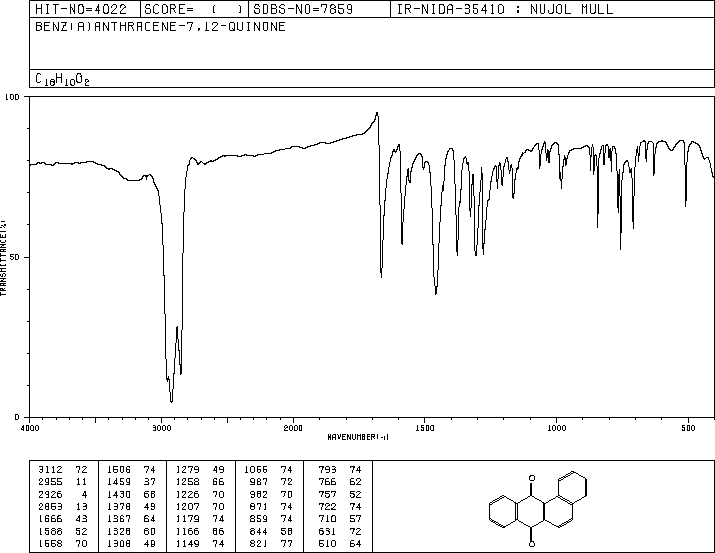 HIT-NO=4022 SCORE= ( ) SDBS-NO=7859 IR-NIDA-35410 : NUJOL MULL
BENZ(A)ANTHRACENE-7,12-QUINONE
C18H10O2
100
50
0
TRANSMITTANCE(%)
4000 3000 2000 1500 1000 500
WAVENUMBER(-1)
3112 72 1506 74 1279 49 1055 74 793 74
2955 11 1459 37 1258 66 987 72 766 62
2926 4 1430 68 1226 70 982 70 757 52
2853 13 1378 49 1207 70 871 74 722 74
1666 43 1367 64 1179 74 859 74 710 57
1588 52 1328 60 1166 66 844 58 631 72
1558 70 1308 49 1149 74 821 77 510 64
O
O